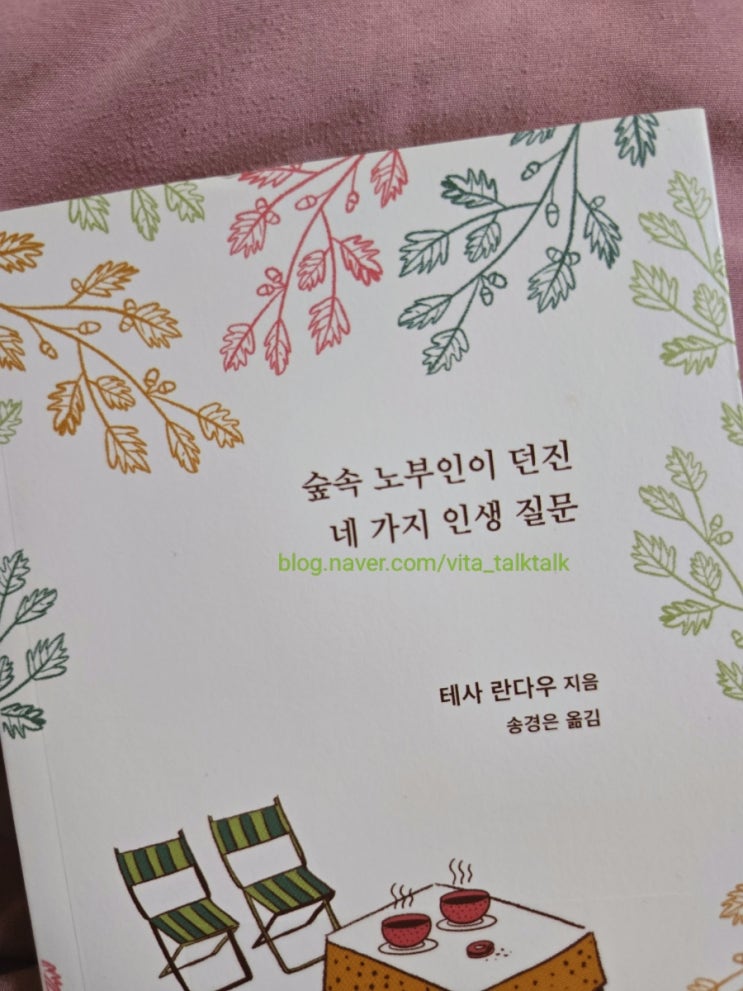 숲속 노부인이 던진
네 가지 인생 질문
blog.naver.com/vita_talktalk
테사 란다우 지음
송경은 옮김